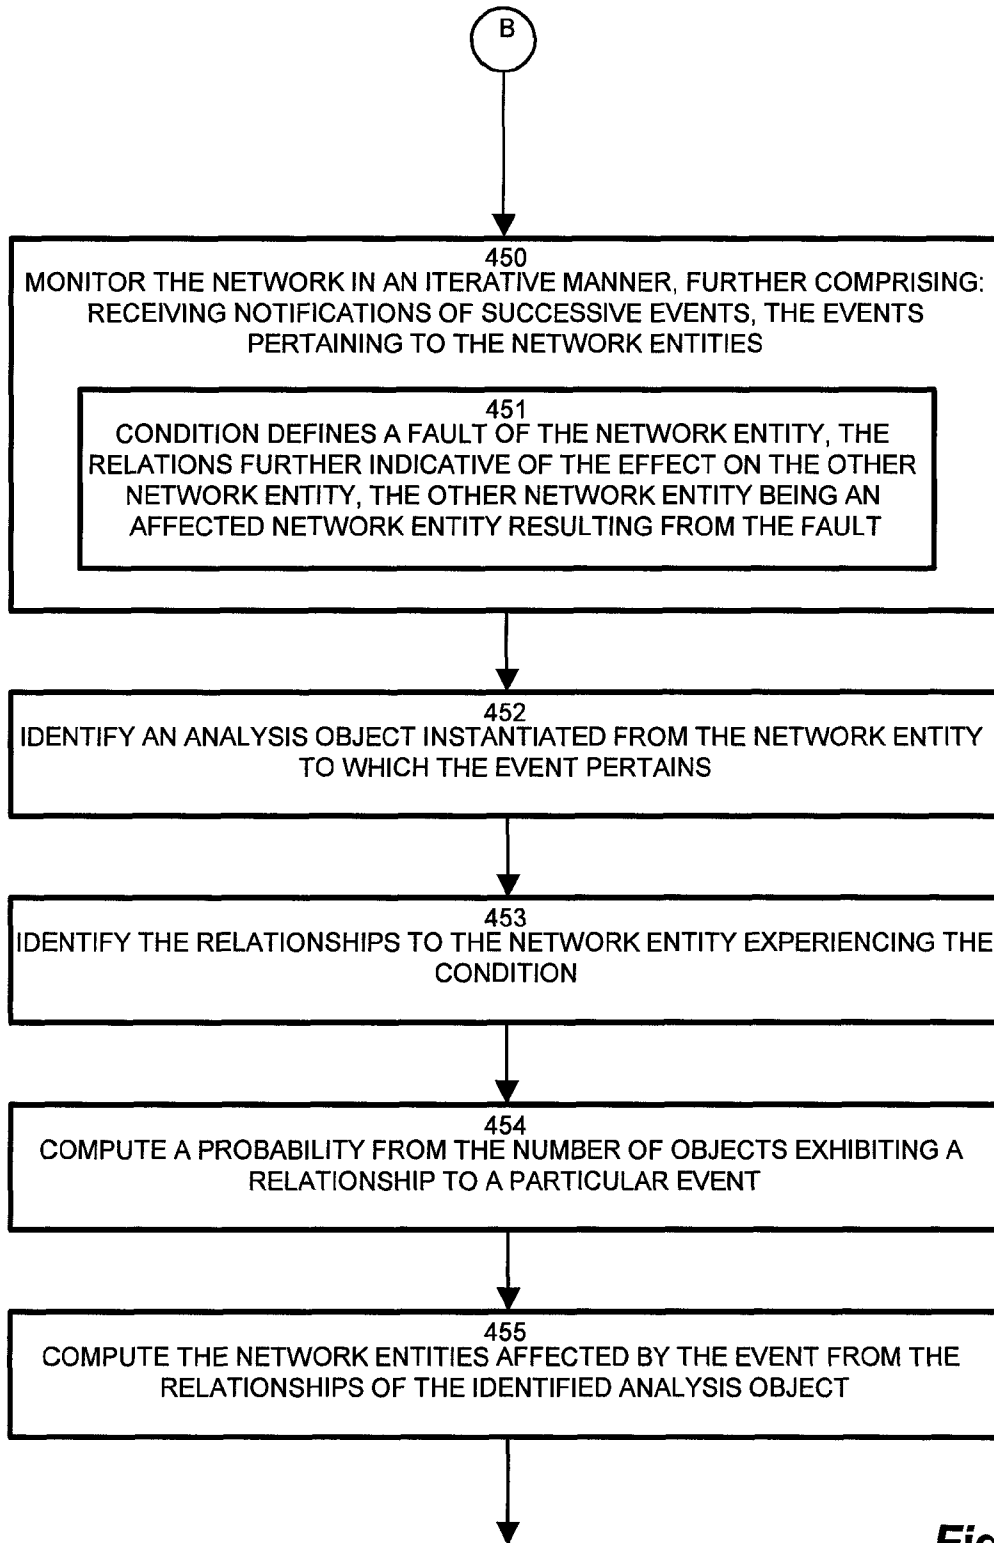 B
450
MONITOR THE NETWORK IN AN ITERATIVE MANNER, FURTHER COMPRISING:
RECEIVING NOTIFICATIONS OF SUCCESSIVE EVENTS, THE EVENTS
PERTAINING TO THE NETWORK ENTITIES
451
CONDITION DEFINES A FAULT OF THE NETWORK ENTITY, THE
RELATIONS FURTHER INDICATIVE OF THE EFFECT ON THE OTHER
NETWORK ENTITY, THE OTHER NETWORK ENTITY BEING AN
AFFECTED NETWORK ENTITY RESULTING FROM THE FAULT
452
IDENTIFY AN ANALYSIS OBJECT INSTANTIATED FROM THE NETWORK ENTITY
TO WHICH THE EVENT PERTAINS
453
IDENTIFY THE RELATIONSHIPS TO THE NETWORK ENTITY EXPERIENCING THE
CONDITION
454
COMPUTE A PROBABILITY FROM THE NUMBER OF OBJECTS EXHIBITING A
RELATIONSHIP TO A PARTICULAR EVENT
455
COMPUTE THE NETWORK ENTITIES AFFECTED BY THE EVENT FROM THE
RELATIONSHIPS OF THE IDENTIFIED ANALYSIS OBJECT